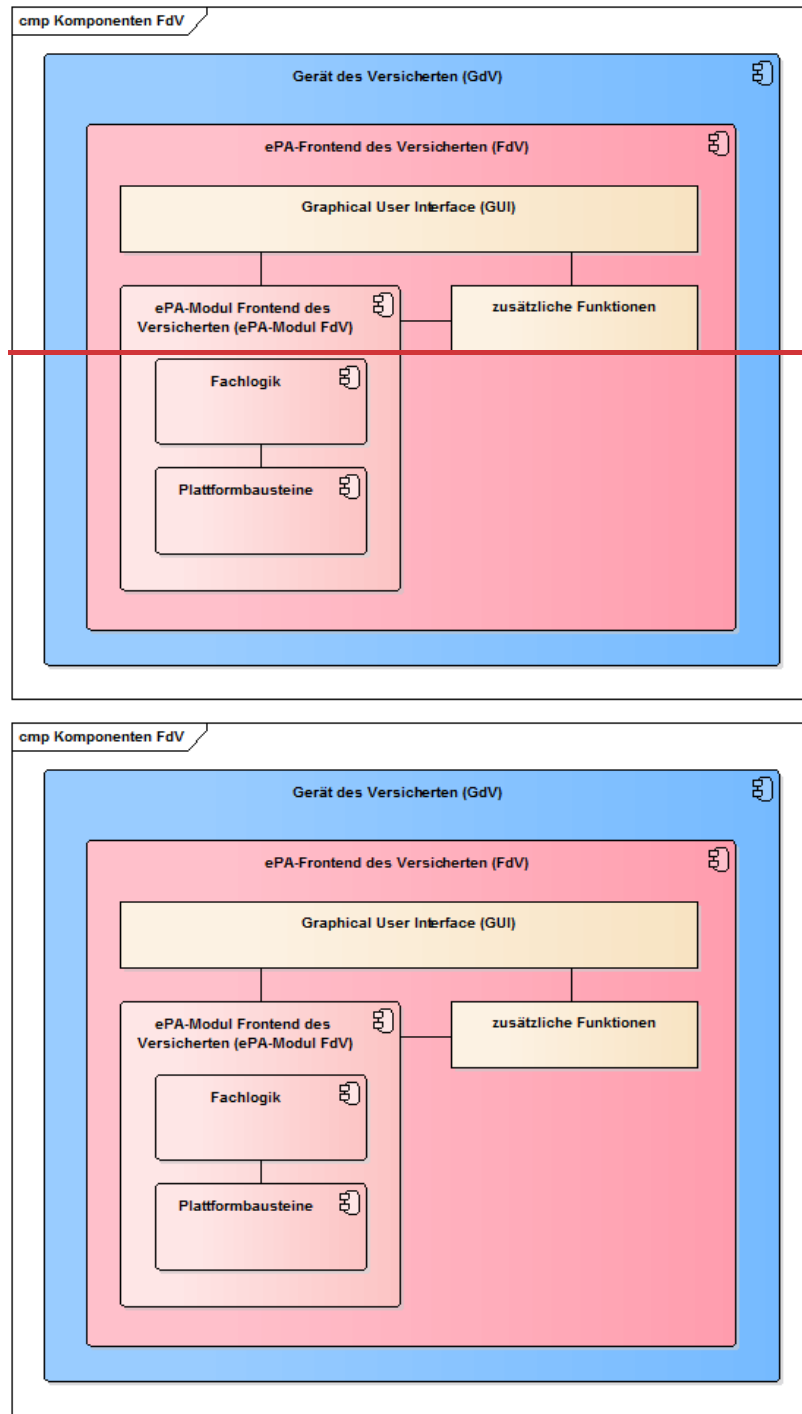 cmp Komponenten FdV
Gerät des Versicherten (GdV)
ePA-Frontend des Versicherten (FdV)
Graphical User Interface (GUI)
ePA-Modul Frontend des
Versicherten (ePA-Modul FdV)
zusätzliche Funktionen
Fachlogik
Plattformbausteine
cmp Komponenten FdV
Gerät des Versicherten (GdV)
ePA-Frontend des Versicherten (FdV)
Graphical User Interface (GUI)
ePA-Modul Frontend des
Versicherten (ePA-Modul FdV)
zusätzliche Funktionen
Fachlogik
Plattformbausteine